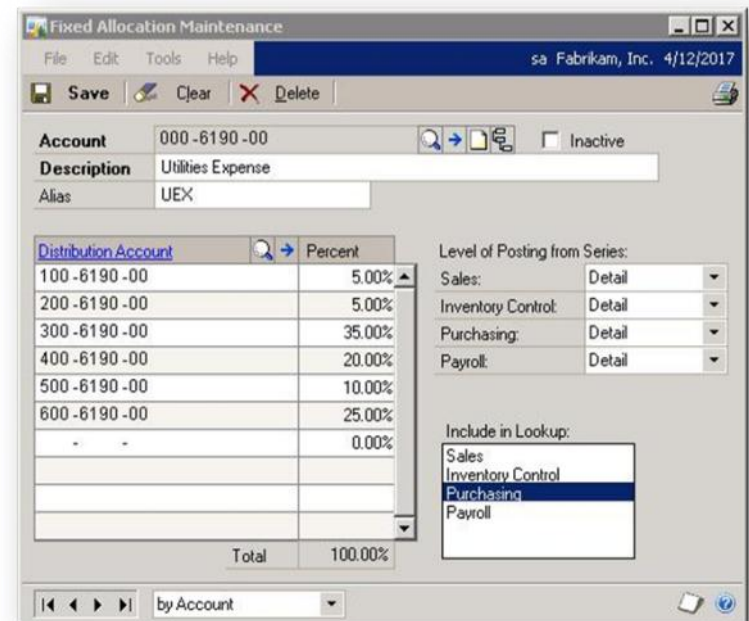 Fixed Allocation Maintenance
File Edit Tools Help sa Fabrikam, Inc. 4/12/2017
Save Clear Delete
Account 000 -6190 -00 Inactive
Description Utilities Expense
Alias UEX
Distribution Account Percent Level of Posting from Series:
100 -6190 -00 5.00% Sales: Detail
200 -6190 -00 5.00% Inventory Control: Detail
300 -6190 -00 35.00% Purchasing: Detail
400 -6190 -00 20.00% Payroll: Detail
500 -6190 -00 10.00%
600 -6190 -00 25.00%
- - 0.00% Include in Lookup:
Sales
Inventory Control
Purchasing
Payroll
Total 100.00%
by Account